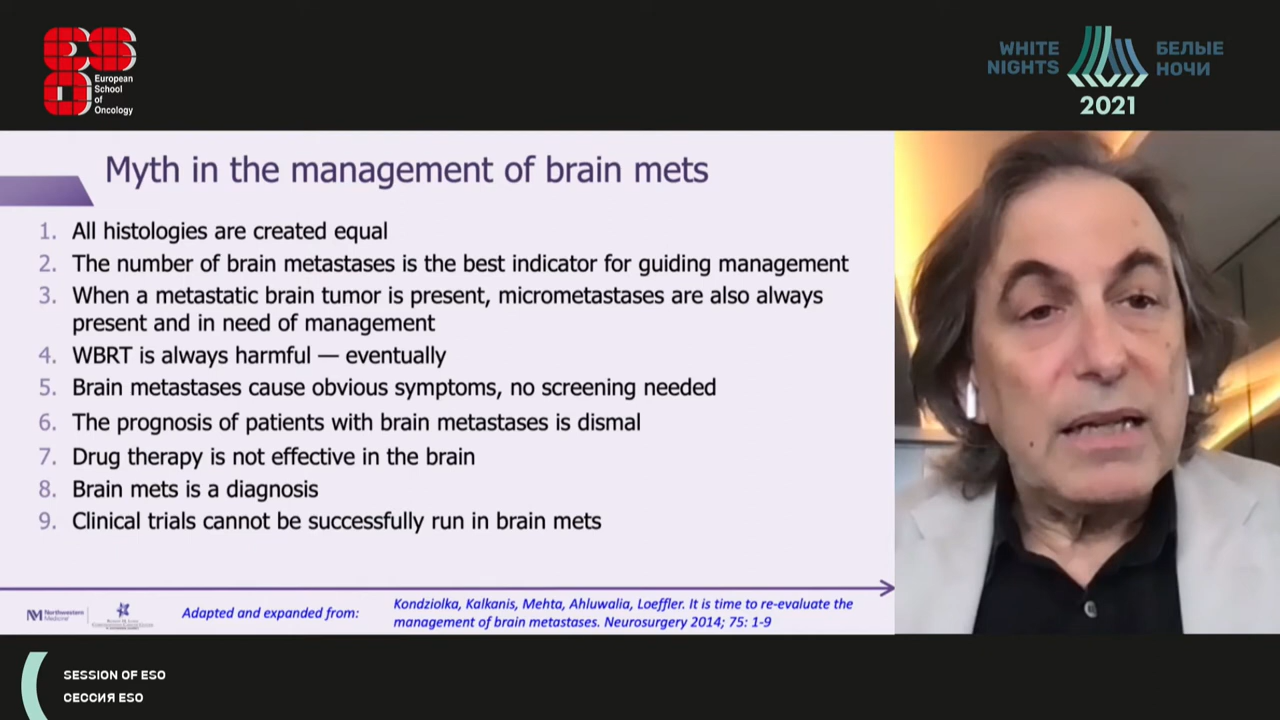 European
School
of
Oncology
WHITE
NIGHTS
БЕЛЫЕ
НОЧИ
2021
Myth in the management of brain mets
1. All histologies are created equal
2. The number of brain metastases is the best indicator for guiding management
3. When a metastatic brain tumor is present, micrometastases are also always
present and in need of management
4. WBRT is always harmful — eventually
5. Brain metastases cause obvious symptoms, no screening needed
6. The prognosis of patients with brain metastases is dismal
7. Drug therapy is not effective in the brain
8. Brain mets is a diagnosis
9. Clinical trials cannot be successfully run in brain mets
NM Northwestern
Medicine
Adapted and expanded from:
Kondziolka, Kalkanis, Mehta, Ahluwalia, Loeffler. It is time to re-evaluate the
management of brain metastases. Neurosurgery 2014; 75: 1-9
SESSION OF ESO
СЕССИЯ ESO